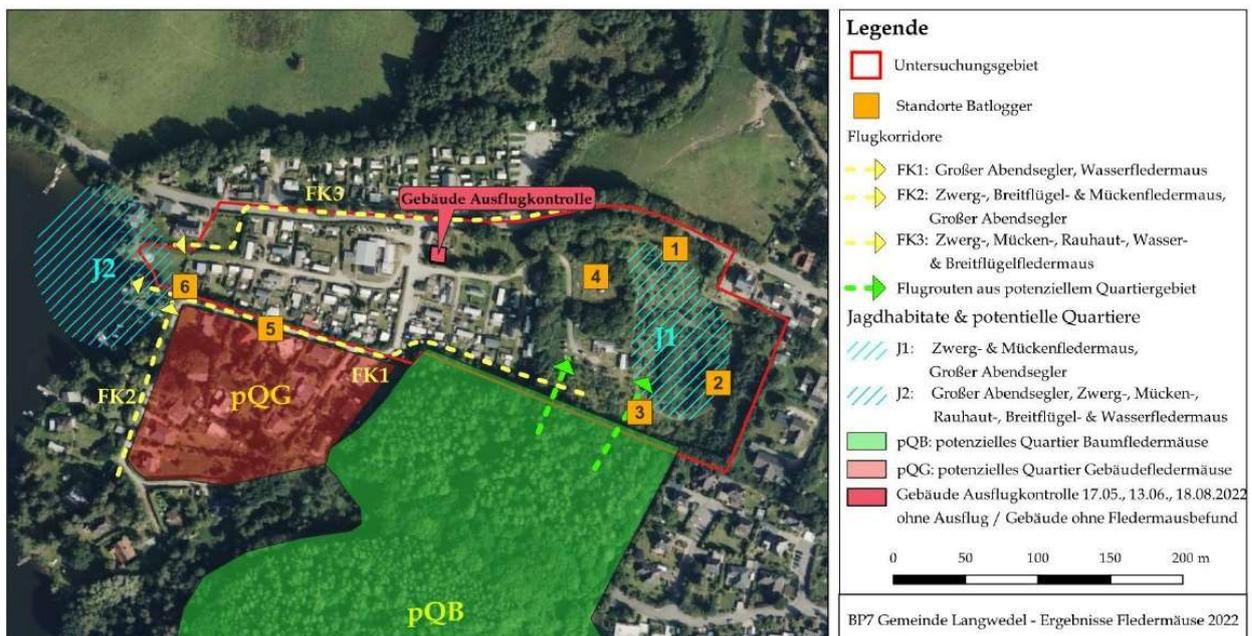 FK3
Gebäude Ausflugkontrolle
J2
6
5
FK2
pQG
FK1
pQB
1
4
J1
2
3
Legende
Untersuchungsgebiet
Standorte Batlogger
Flugkorridore
FK1: Großer Abendsegler, Wasserfledermaus
FK2: Zwerg-, Breitflügel- & Mückenfledermaus,
Großer Abendsegler
FK3: Zwerg-, Mücken-, Rauhaut-, Wasser-
& Breitflügelfledermaus
Flugrouten aus potenziellem Quartiergebiet
Jagdhabitate & potentielle Quartiere
J1: Zwerg- & Mückenfledermaus,
Großer Abendsegler
J2: Großer Abendsegler, Zwerg-, Mücken-,
Rauhaut-, Breitflügel- & Wasserfledermaus
pQB: potenzielles Quartier Baumfledermäuse
pQG: potenzielles Quartier Gebäudefledermäuse
Gebäude Ausflugkontrolle 17.05., 13.06., 18.08.2022
ohne Ausflug / Gebäude ohne Fledermausbefund
0 50 100 150 200 m
BP7 Gemeinde Langwedel - Ergebnisse Fledermäuse 2022